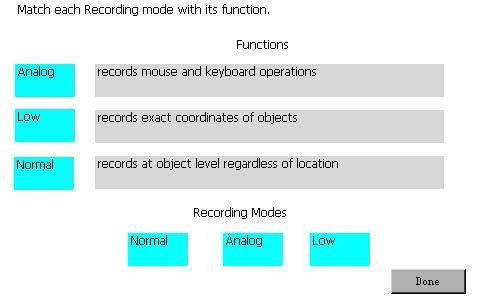 Match each Recording mode with its function.
Functions
Analog records mouse and keyboard operations
Low records exact coordinates of objects
Normal records at object level regardless of location
Recording Modes
Normal Analog Low
Done